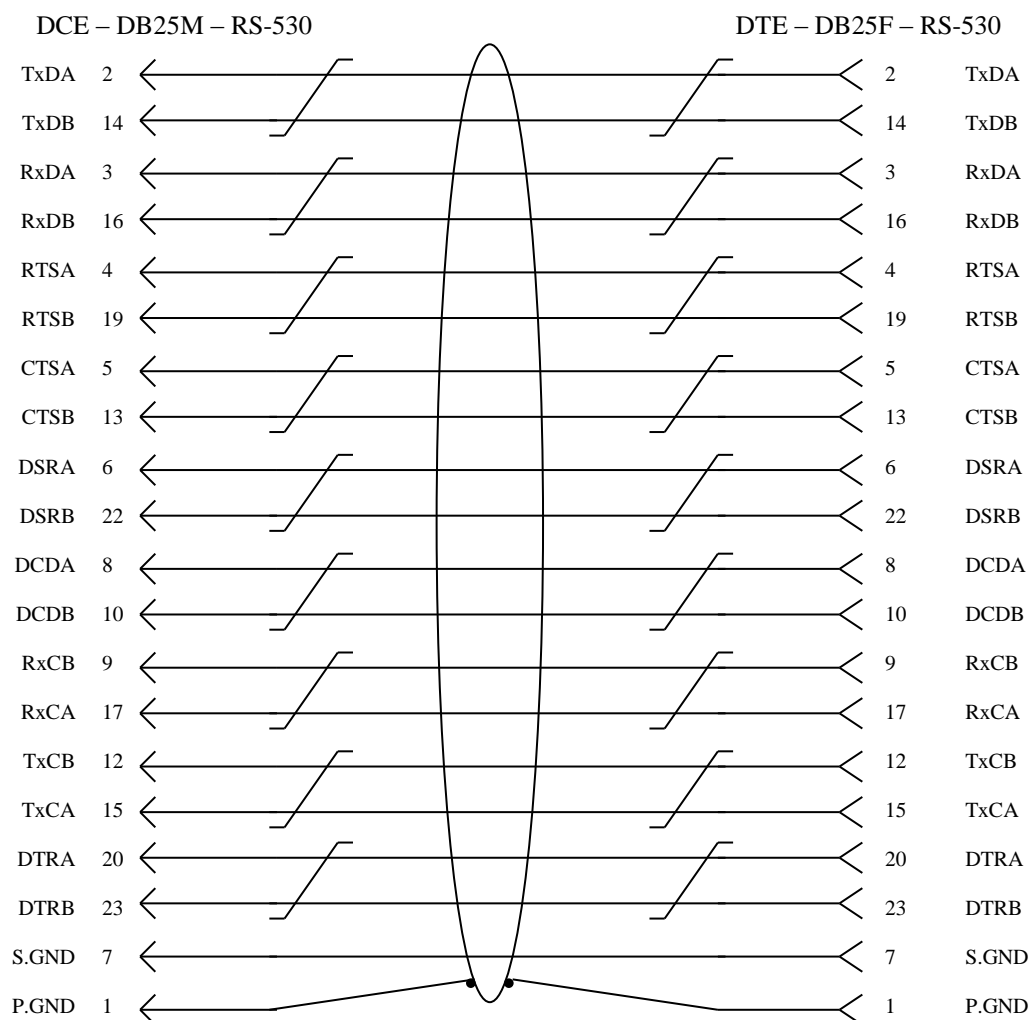 DCE – DB25M – RS-530 DTE – DB25F – RS-530
TxDA 2 2 TxDA
TxDB 14 14 TxDB
RxDA 3 3 RxDA
RxDB 16 16 RxDB
RTSA 4 4 RTSA
RTSB 19 19 RTSB
CTSA 5 5 CTSA
CTSB 13 13 CTSB
DSRA 6 6 DSRA
DSRB 22 22 DSRB
DCDA 8 8 DCDA
DCDB 10 10 DCDB
RxCB 9 9 RxCB
RxCA 17 17 RxCA
TxCB 12 12 TxCB
TxCA 15 15 TxCA
DTRA 20 20 DTRA
DTRB 23 23 DTRB
S.GND 7 7 S.GND
P.GND 1 1 P.GND